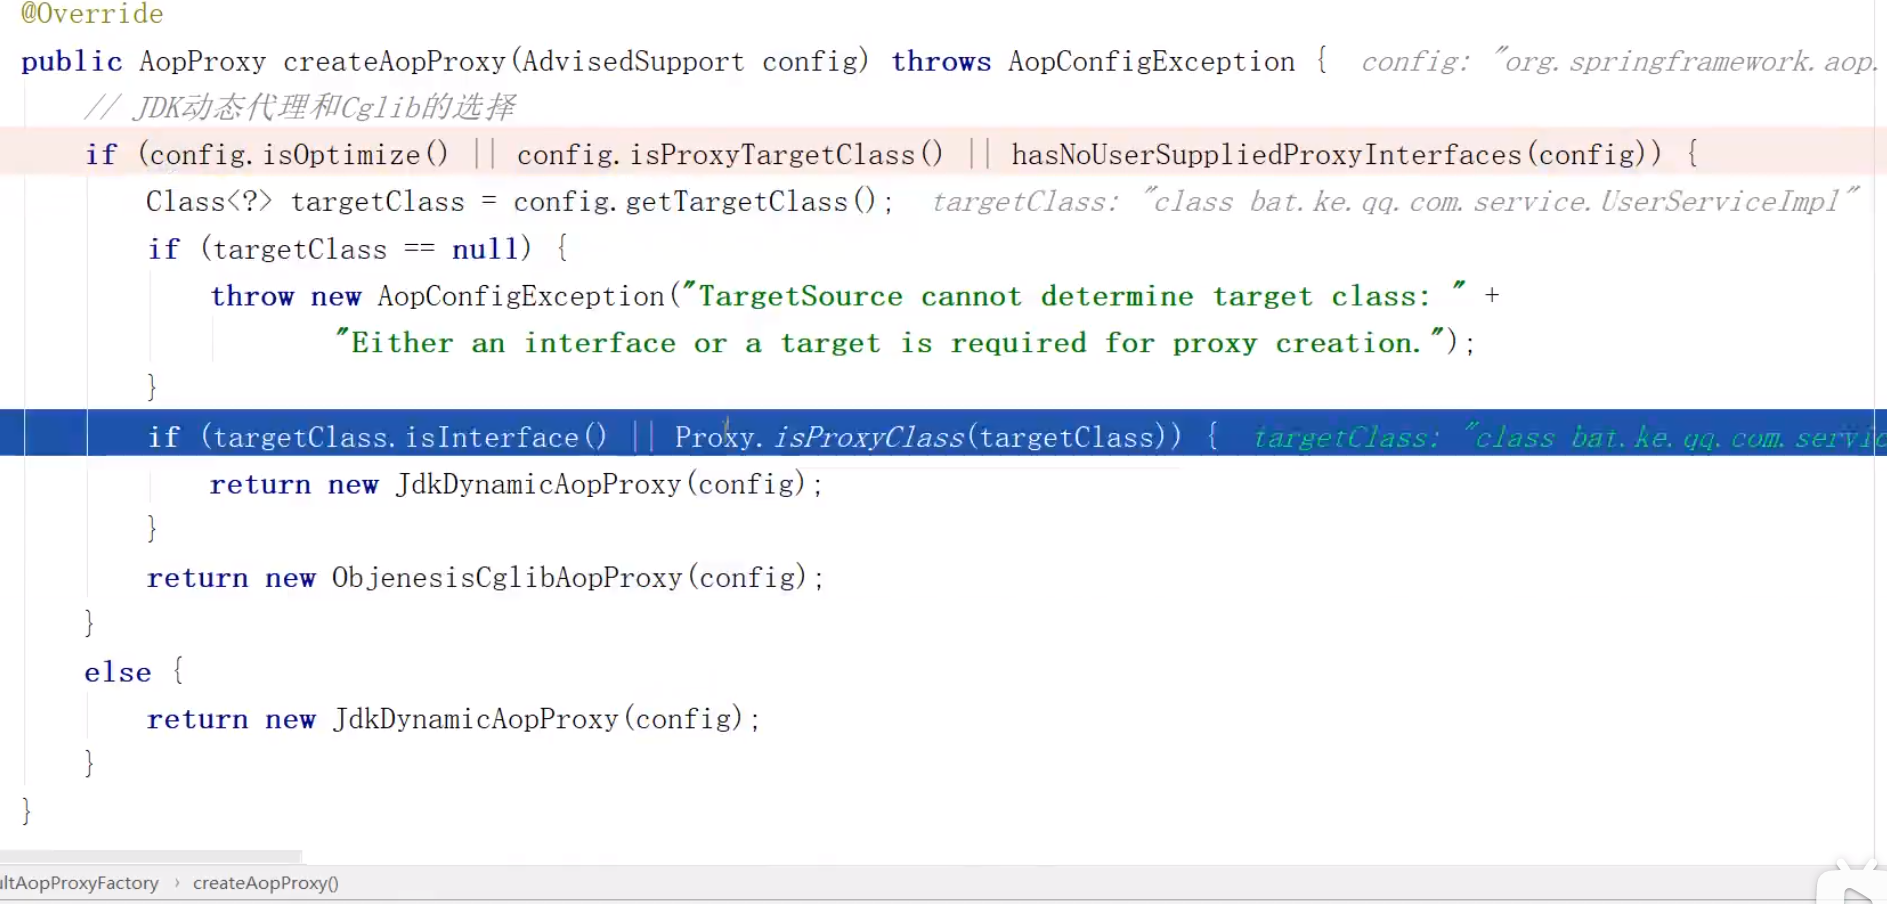 @Override
public AopProxy createAopProxy(AdvisedSupport config) throws AopConfigException {  config: "org.springframework.aop.
// JDK动态代理和Cglib的选择
if (config.isOptimize() || config.isProxyTargetClass() || hasNoUserSuppliedProxyInterfaces(config)) {
Class<?> targetClass = config.getTargetClass();  targetClass: "class bat.ke.qq.com.service.UserServiceImpl"
if (targetClass == null) {
throw new AopConfigException("TargetSource cannot determine target class: " +
"Either an interface or a target is required for proxy creation.");
}
if (targetClass.isInterface() || Proxy.isProxyClass(targetClass)) {  targetClass: "class bat.ke.qq.com.servic
return new JdkDynamicAopProxy(config);
}
return new ObjenesisCglibAopProxy(config);
}
else {
return new JdkDynamicAopProxy(config);
}
}
ultAopProxyFactory › createAopProxy()